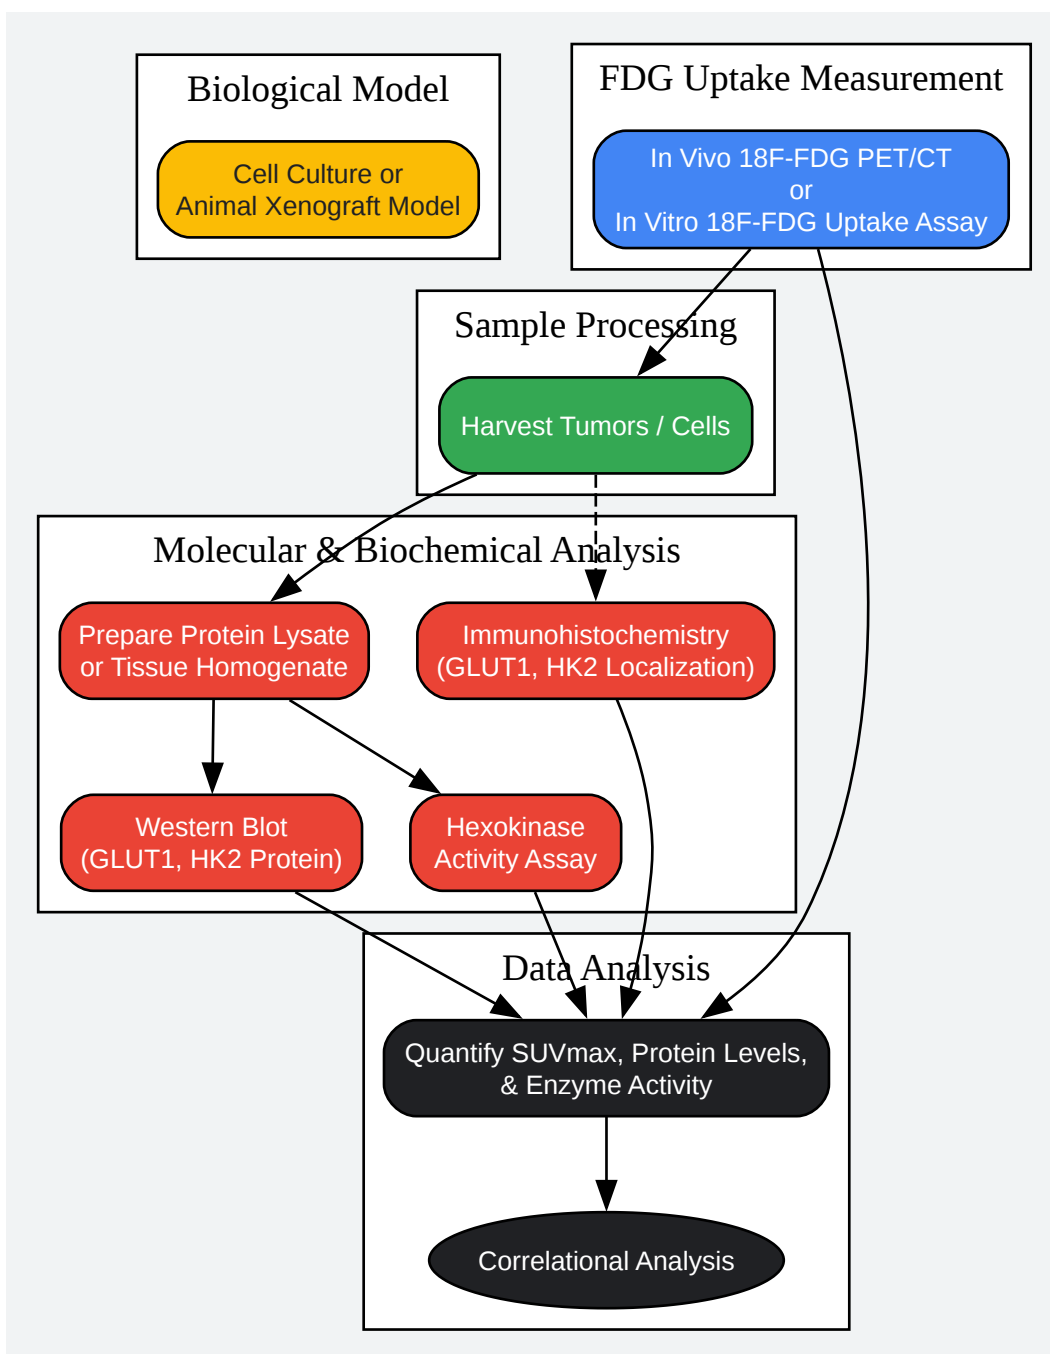 Biological Model
Cell Culture or
Animal Xenograft Model
FDG Uptake Measurement
In Vivo 18F-FDG PET/CT
or
In Vitro 18F-FDG Uptake Assay
Sample Processing
Harvest Tumors / Cells
Molecular & Biochemical Analysis
Prepare Protein Lysate
or Tissue Homogenate
Immunohistochemistry
(GLUT1, HK2 Localization)
Western Blot
(GLUT1, HK2 Protein)
Hexokinase
Activity Assay
Data Analysis
Quantify SUVmax, Protein Levels,
& Enzyme Activity
Correlational Analysis